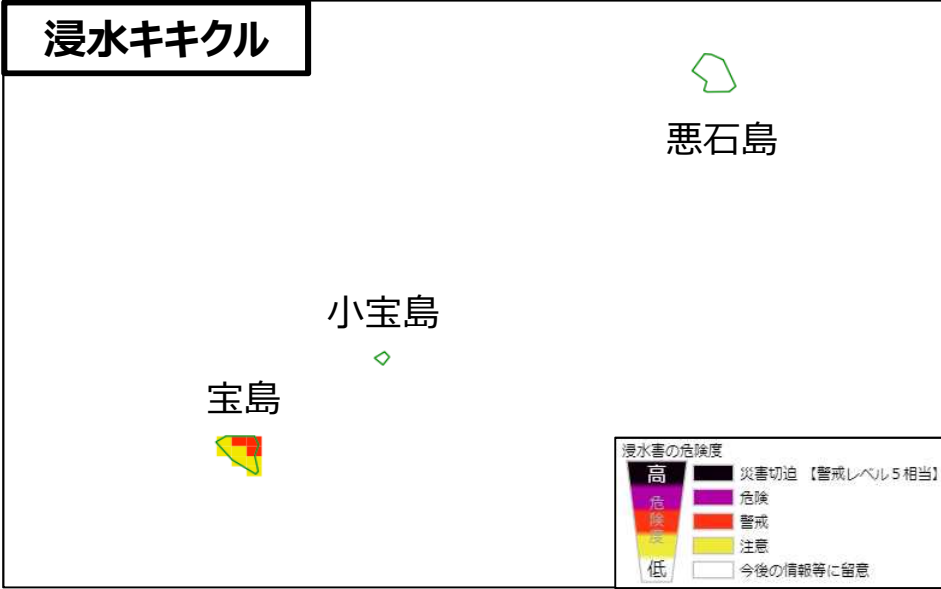 浸水キキクル
悪石島
小宝島
宝島
浸水害の危険度
高
危険度
低
災害切迫 【警戒レベル5相当】
危険
警戒
注意
今後の情報等に留意